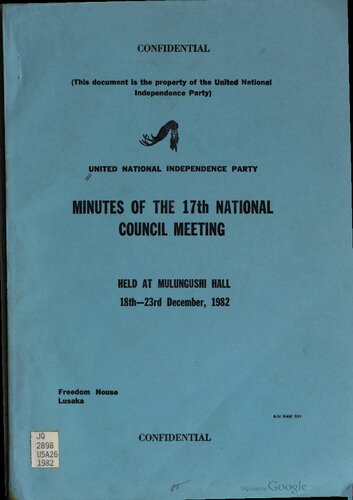 CONFIDENTIAL
(This document is the property of the United National
Independence Party)
UNITED NATIONAL INDEPENDENCE PARTY
MINUTES OF THE 17th NATIONAL
COUNCIL MEETING
HELD AT MULUNGUSHI HALL
18th—23rd December, 1982
Freedom House
Lusaka
JQ
2898
U5A26
1982
CONFIDENTIAL
Digitized by Google